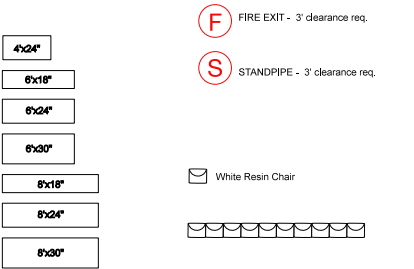 F FIRE EXIT - 3' clearance req.
4'x24"
S STANDPIPE - 3' clearance req.
6'x18"
6'x24"
6'x30"
8'x18"
White Resin Chair
8'x24"
8'x30"